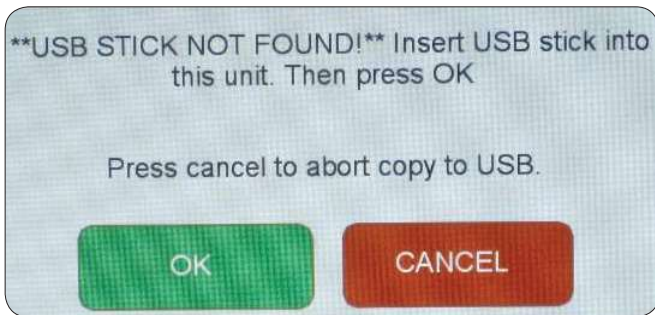 **USB STICK NOT FOUND!** Insert USB stick into
this unit. Then press OK
Press cancel to abort copy to USB.
OK
CANCEL